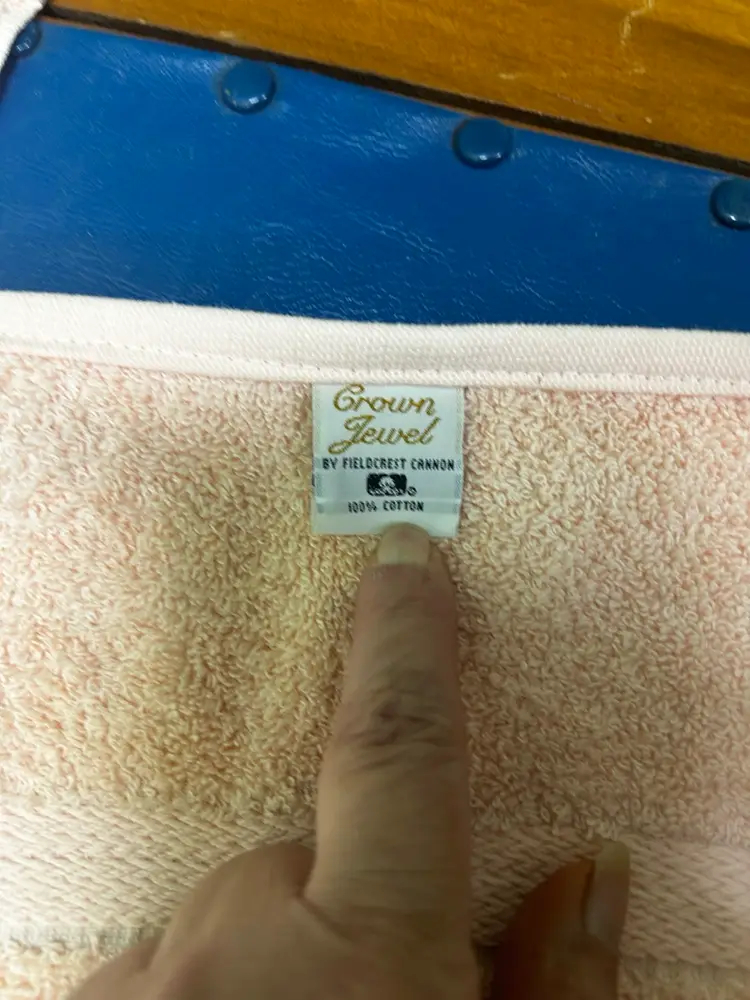 Crown
Jewel
BY FIELDCREST CANNON
®
100% COTTON